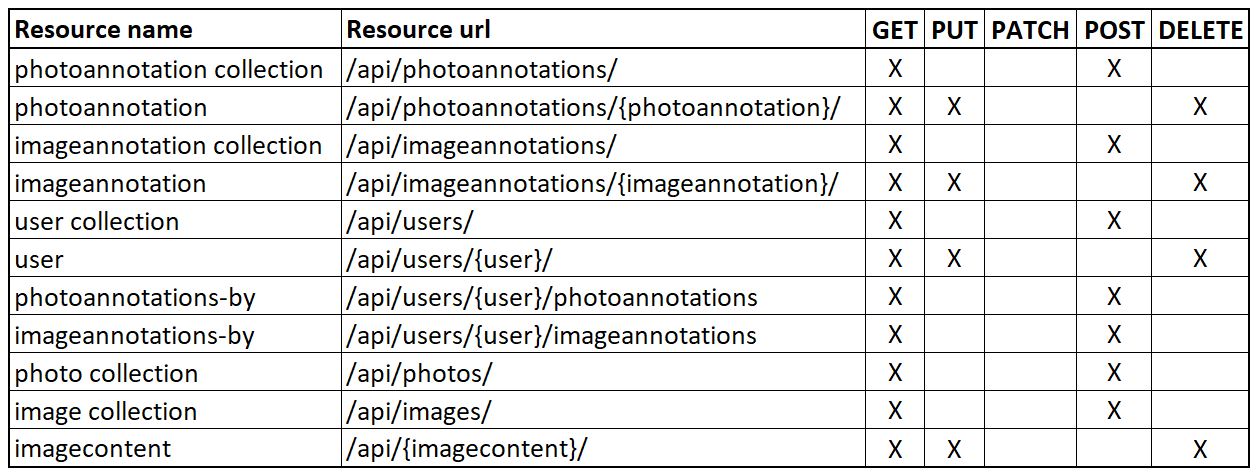 Resource name Resource url GET PUT PATCH POST DELETE
photoannotation collection /api/photoannotations/ X X
photoannotation /api/photoannotations/{photoannotation}/ X X X
imageannotation collection /api/imageannotations/ X X
imageannotation /api/imageannotations/{imageannotation}/ X X X
user collection /api/users/ X X
user /api/users/{user}/ X X X
photoannotations-by /api/users/{user}/photoannotations X X
imageannotations-by /api/users/{user}/imageannotations X X
photo collection /api/photos/ X X
image collection /api/images/ X X
imagecontent /api/{imagecontent}/ X X X